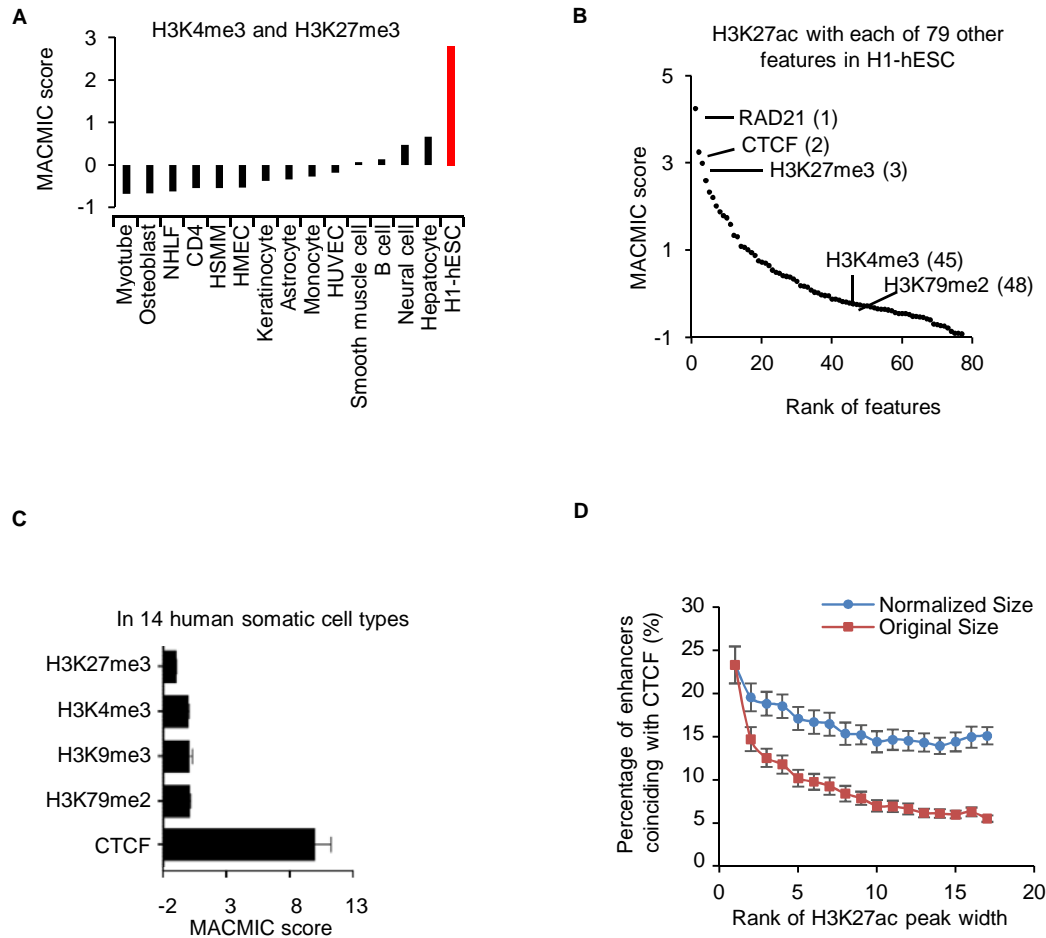 A
H3K4me3 and H3K27me3
MACMIC score
3
2
1
0
-1
Myotube
Osteoblast
NHLF
CD4
HSMM
HMEC
Keratinocyte
Astrocyte
Monocyte
HUVEC
Smooth muscle cell
B cell
Neural cell
Hepatocyte
H1-hESC
B
H3K27ac with each of 79 other
features in H1-hESC
MACMIC score
5
3
1
-1
RAD21 (1)
CTCF (2)
H3K27me3 (3)
H3K4me3 (45)
H3K79me2 (48)
0 20 40 60 80
Rank of features
C
In 14 human somatic cell types
H3K27me3
H3K4me3
H3K9me3
H3K79me2
CTCF
-2 3 8 13
MACMIC score
D
Percentage of enhancers
coinciding with CTCF (%)
30
25
20
15
10
5
0
Normalized Size
Original Size
0 5 10 15 20
Rank of H3K27ac peak width